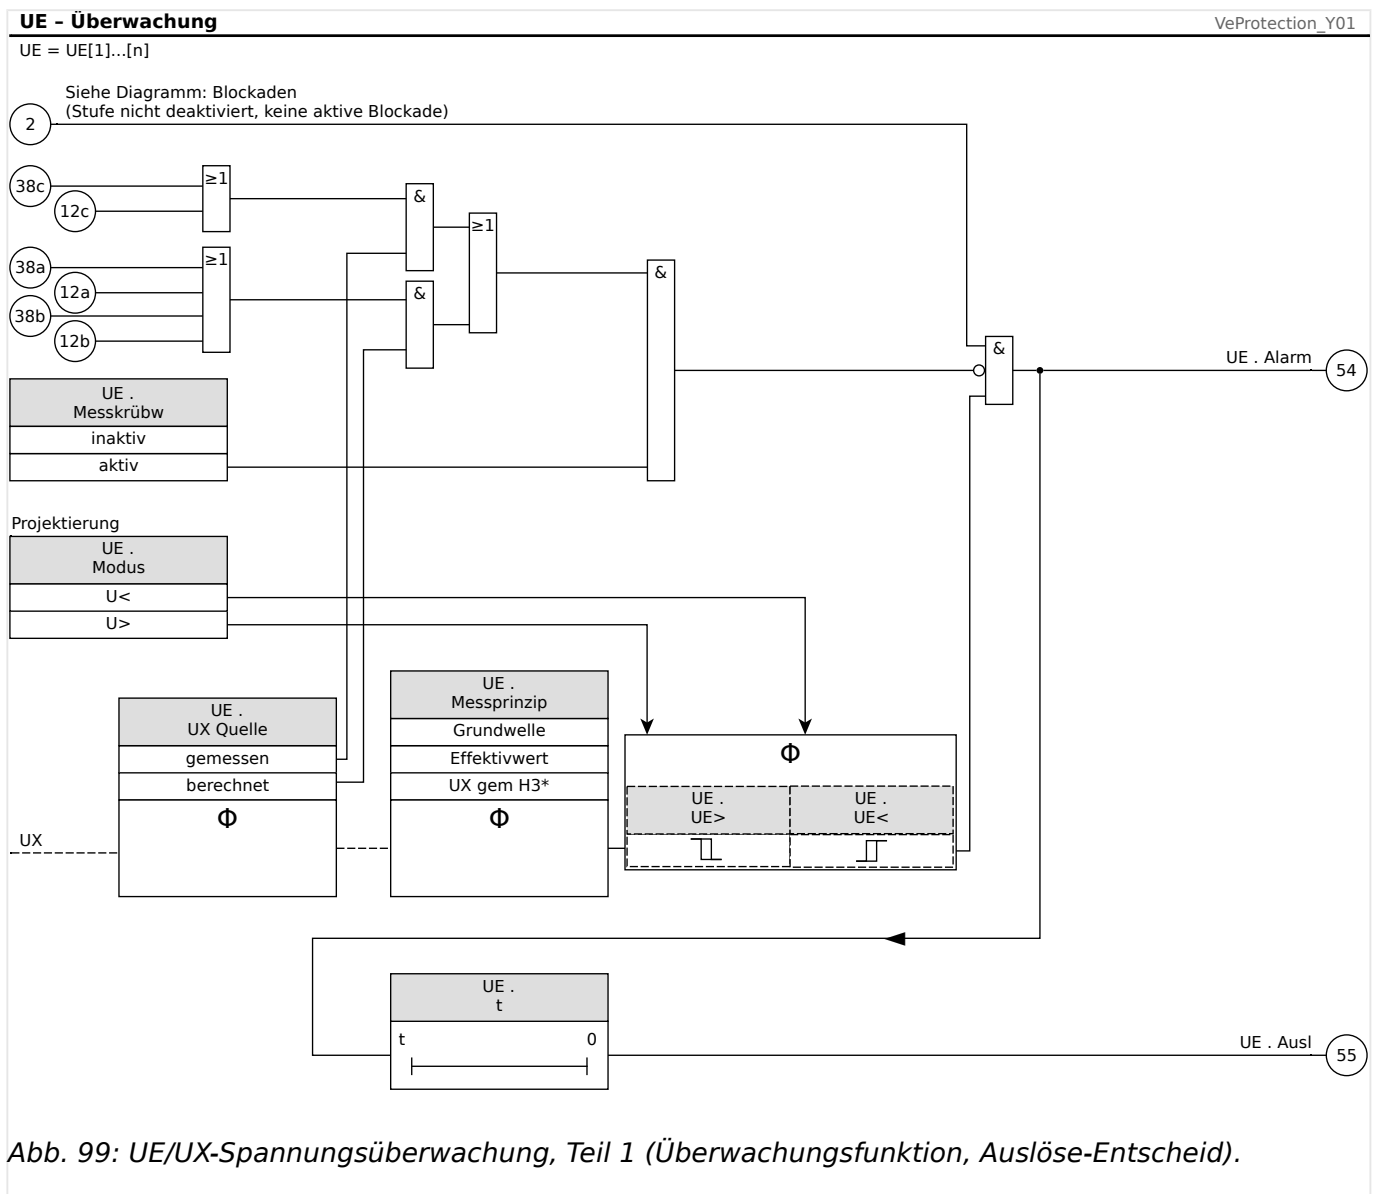 UE – Überwachung
VeProtection_Y01
UE = UE[1]...[n]
Siehe Diagramm: Blockaden
(Stufe nicht deaktiviert, keine aktive Blockade)
2
38c
12c
≥1
&
≥1
38a
12a
38b
12b
≥1
&
&
&
UE . Alarm
54
UE .
Messkrübw
inaktiv
aktiv
Projektierung
UE .
Modus
U<
U>
UE .
UX Quelle
gemessen
berechnet
Φ
UX
UE .
Messprinzip
Grundwelle
Effektivwert
UX gem H3*
Φ
Φ
UE .
UE>
UE .
UE<
UE .
t
t
0
UE . Ausl
55
Abb. 99: UE/UX-Spannungsüberwachung, Teil 1 (Überwachungsfunktion, Auslöse-Entscheid).